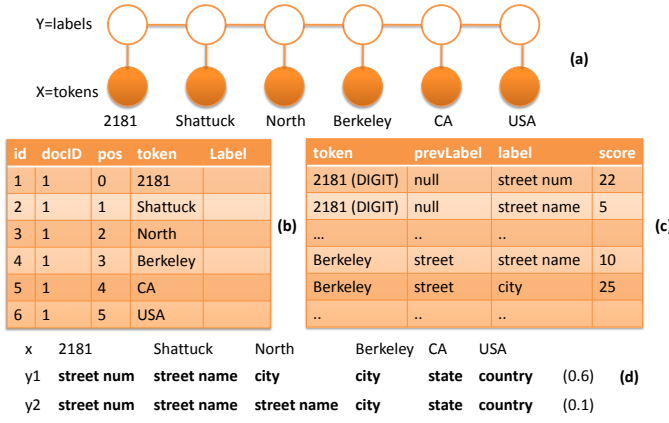 Y=labels
(a)
X=tokens
2181 Shattuck North Berkeley CA USA
id docID pos token Label
1 1 0 2181
2 1 1 Shattuck
3 1 2 North
4 1 3 Berkeley
5 1 4 CA
6 1 5 USA
(b)
token prevLabel label score
2181 (DIGIT) null street num 22
2181 (DIGIT) null street name 5
... .. ..
Berkeley street street name 10
Berkeley street city 25
.. .. ..
(c)
x 2181 Shattuck North Berkeley CA USA
y1 street num street name city city state country (0.6) (d)
y2 street num street name street name city state country (0.1)